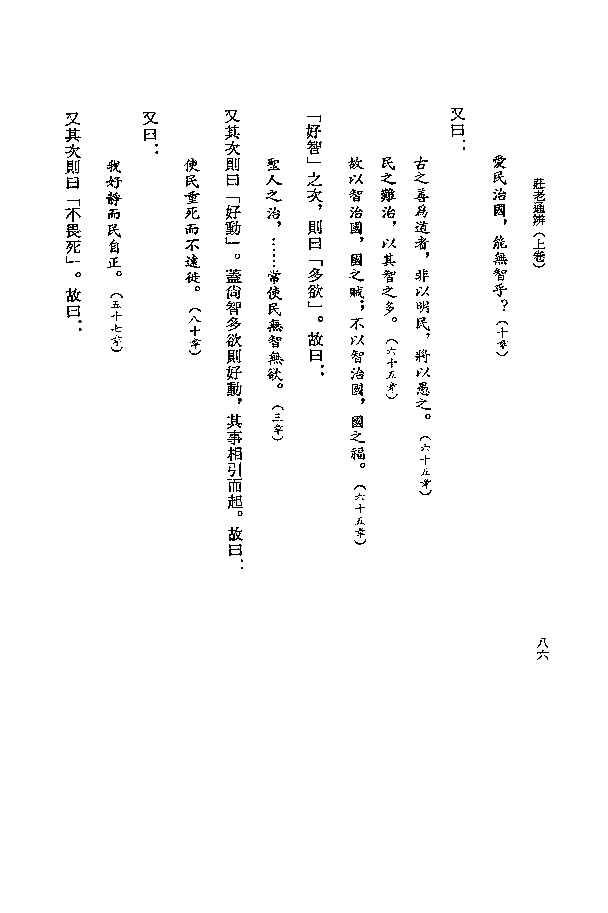 莊老通辨（上卷）
八六
愛民治國，能無智乎？（十章）
又曰：
古之善為道者，非以明民，將以愚之。（六十五章）
民之難治，以其智之多。（六十五章）
故以智治國，國之賊；不以智治國，國之福。（六十五章）
「好智」之次，則曰「多欲」。故曰：
聖人之治，……常使民無智無欲。（三章）
又其次則曰「好動」。蓋尚智多欲則好動，其事相引而起。故曰：
使民重死而不遠徙。（八十章）
又曰：
我好靜而民自正。（五十七章）
又其次則曰「不畏死」。故曰：